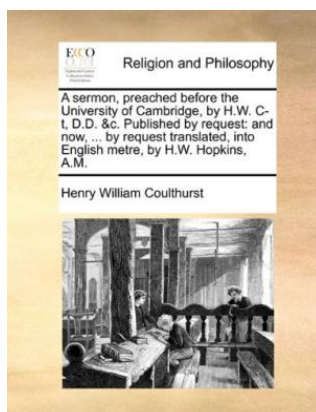 ECCO
Religion and Philosophy
A sermon, preached before the
University of Cambridge, by H.W. C-
t, D.D. &c. Published by request: and
now, ... by request translated, into
English metre, by H.W. Hopkins,
A.M.
Henry William Coulthurst